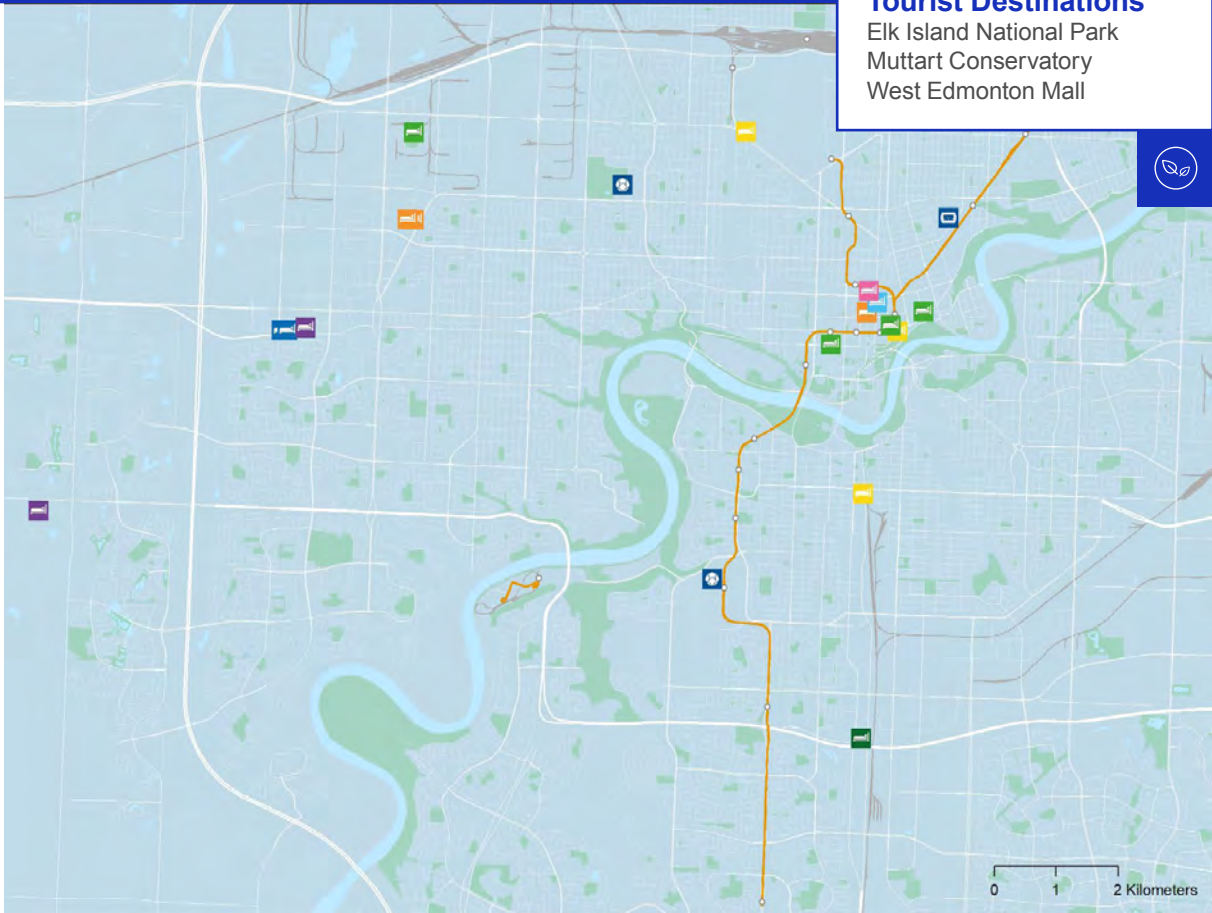 Tourist Destinations
Elk Island National Park
Muttart Conservatory
West Edmonton Mall
0 1 2 Kilometers